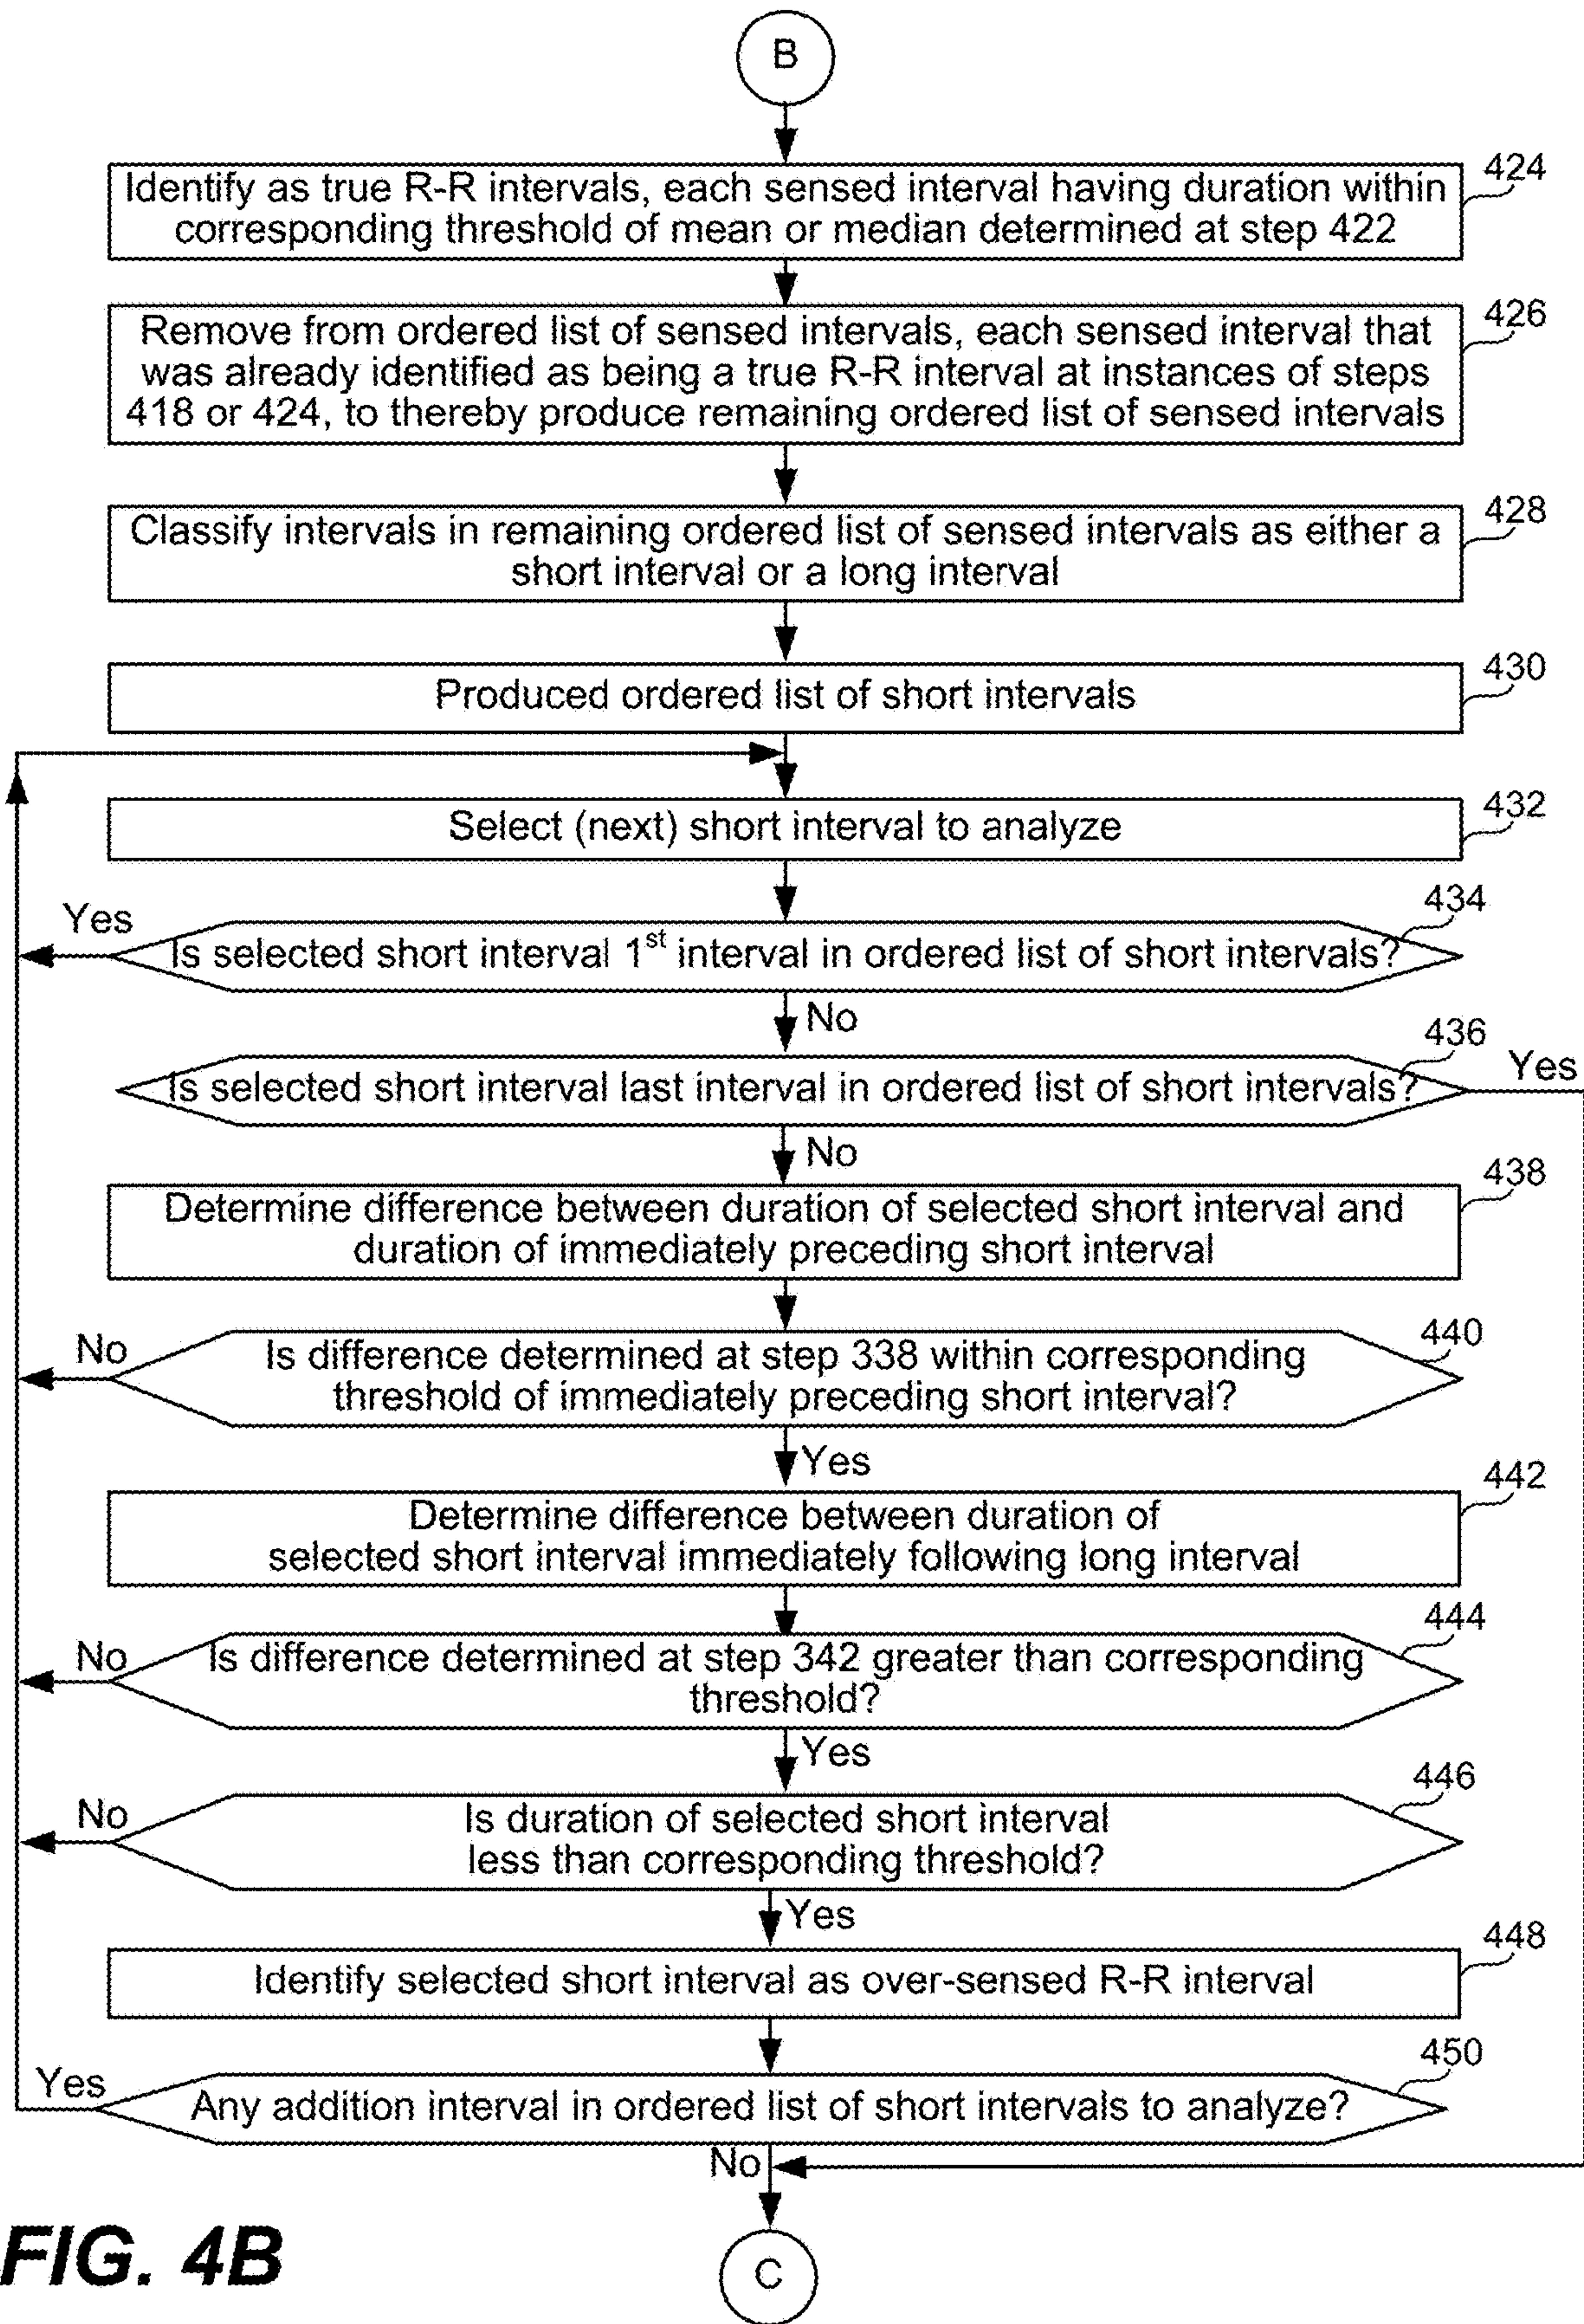 B
424
Identify as true R-R intervals, each sensed interval having duration within
corresponding threshold of mean or median determined at step 422
426
Remove from ordered list of sensed intervals, each sensed interval that
was already identified as being a true R-R interval at instances of steps
418 or 424, to thereby produce remaining ordered list of sensed intervals
428
Classify intervals in remaining ordered list of sensed intervals as either a
short interval or a long interval
430
Produced ordered list of short intervals
432
Select (next) short interval to analyze
434
Yes
Is selected short interval 1st interval in ordered list of short intervals?
No
436
Yes
Is selected short interval last interval in ordered list of short intervals?
No
438
Determine difference between duration of selected short interval and
duration of immediately preceding short interval
440
No
Is difference determined at step 338 within corresponding
threshold of immediately preceding short interval?
Yes
442
Determine difference between duration of
selected short interval immediately following long interval
444
No
Is difference determined at step 342 greater than corresponding
threshold?
Yes
446
No
Is duration of selected short interval
less than corresponding threshold?
Yes
448
Identify selected short interval as over-sensed R-R interval
450
Yes
Any addition interval in ordered list of short intervals to analyze?
No
C
FIG. 4B